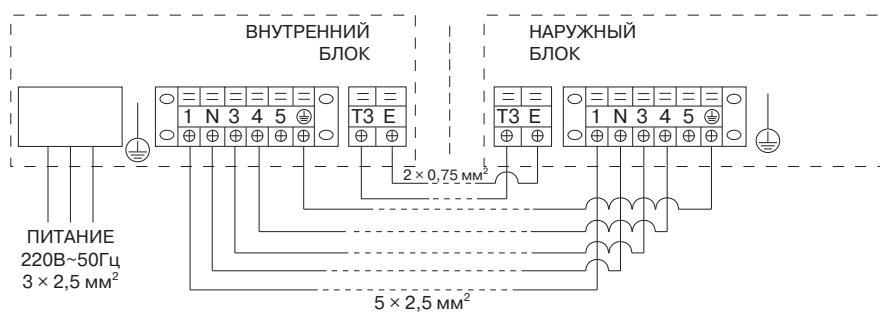 ВНУТРЕННИЙ
БЛОК
НАРУЖНЫЙ
БЛОК
1 N 3 4 5
T3 E
T3 E
1 N 3 4 5
2 × 0,75 мм²
ПИТАНИЕ
220В~50Гц
3 × 2,5 мм²
5 × 2,5 мм²